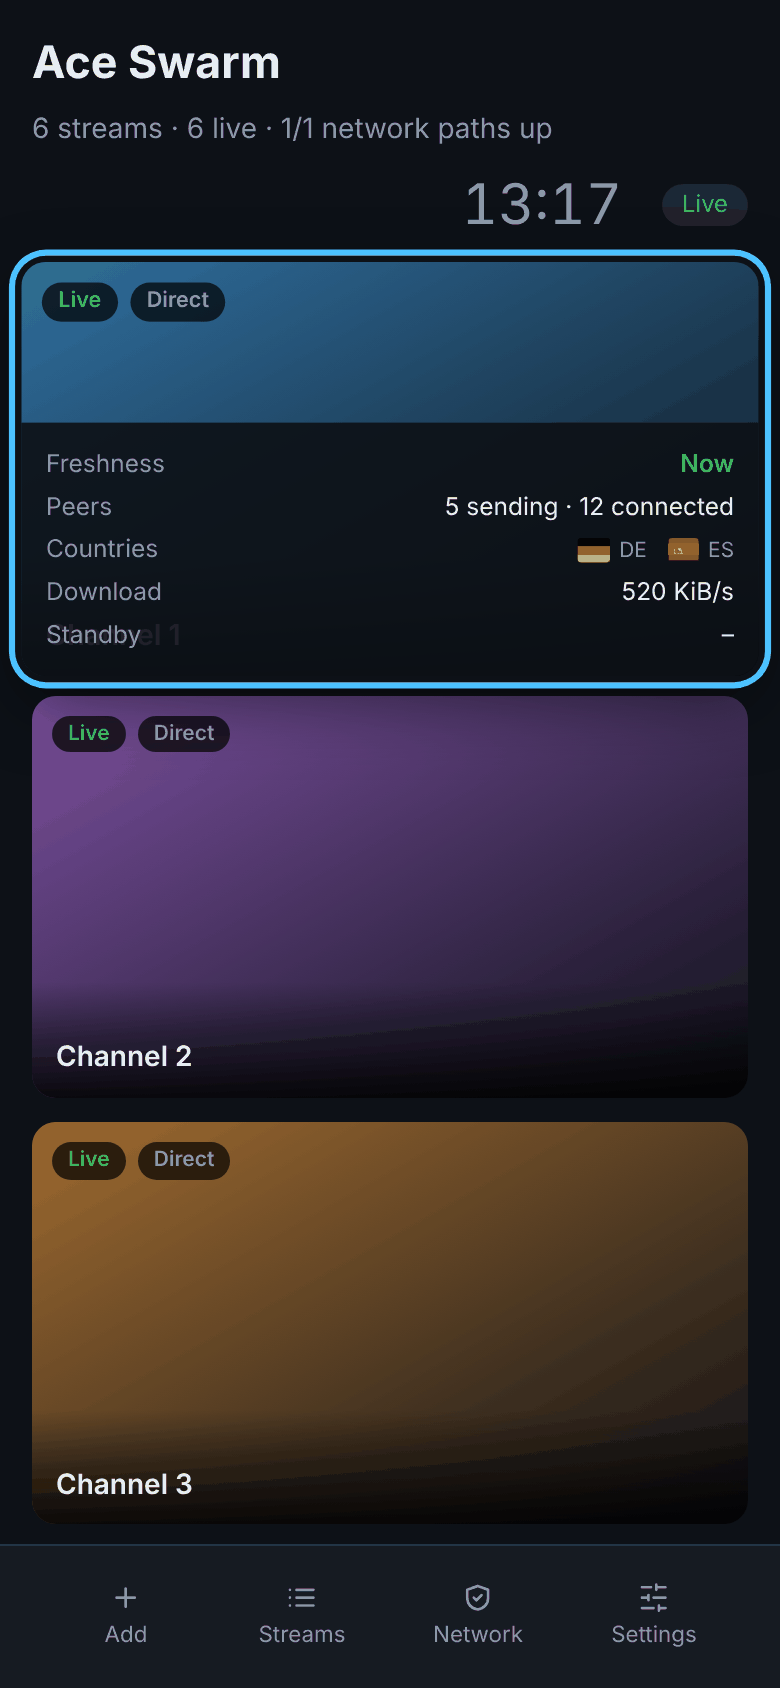 Ace Swarm
6 streams · 6 live · 1/1 network paths up
13:17 Live
Live Direct
Freshness Now
Peers 5 sending · 12 connected
Countries DE ES
Download 520 KiB/s
Standby –
Channel 1
Live Direct
Channel 2
Live Direct
Channel 3
Add Streams Network Settings